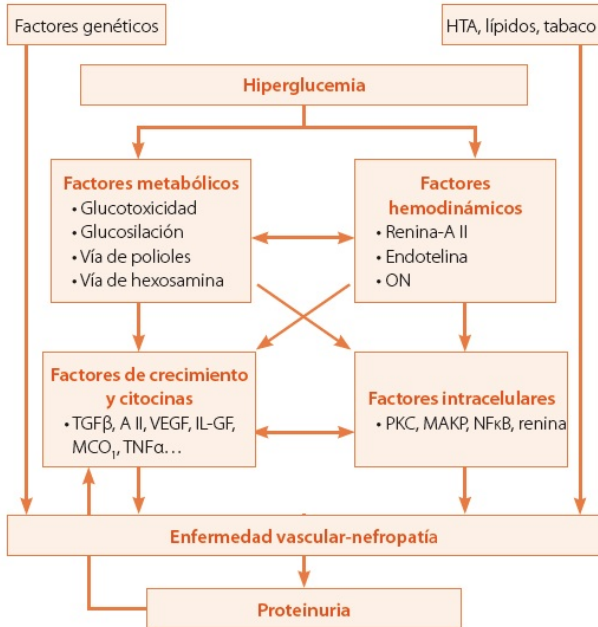 Factores genéticos
HTA, lípidos, tabaco
Hiperglucemia
Factores metabólicos
• Glucotoxicidad
• Glucosilación
• Vía de polioles
• Vía de hexosamina
Factores
hemodinámicos
• Renina-A II
• Endotelina
• ON
Factores de crecimiento
y citocinas
• TGFβ, A II, VEGF, IL-GF,
MCO₁, TNFα…
Factores intracelulares
• PKC, MAKP, NFκB, renina
Enfermedad vascular-nefropatía
Proteinuria